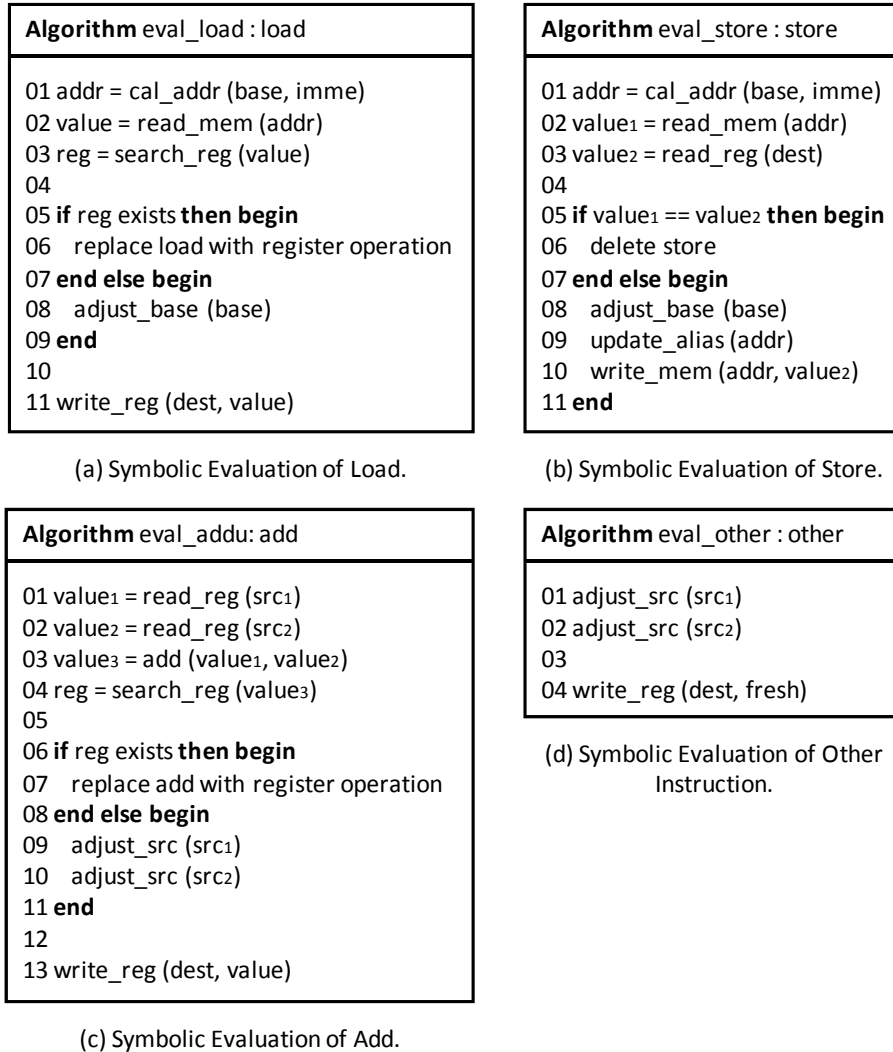 Algorithm eval_load : load
01 addr = cal_addr (base, imme)
02 value = read_mem (addr)
03 reg = search_reg (value)
04
05 if reg exists then begin
06 replace load with register operation
07 end else begin
08 adjust_base (base)
09 end
10
11 write_reg (dest, value)
(a) Symbolic Evaluation of Load.
Algorithm eval_store : store
01 addr = cal_addr (base, imme)
02 value1 = read_mem (addr)
03 value2 = read_reg (dest)
04
05 if value1 == value2 then begin
06 delete store
07 end else begin
08 adjust_base (base)
09 update_alias (addr)
10 write_mem (addr, value2)
11 end
(b) Symbolic Evaluation of Store.
Algorithm eval_addu: add
01 value1 = read_reg (src1)
02 value2 = read_reg (src2)
03 value3 = add (value1, value2)
04 reg = search_reg (value3)
05
06 if reg exists then begin
07 replace add with register operation
08 end else begin
09 adjust_src (src1)
10 adjust_src (src2)
11 end
12
13 write_reg (dest, value)
(c) Symbolic Evaluation of Add.
Algorithm eval_other : other
01 adjust_src (src1)
02 adjust_src (src2)
03
04 write_reg (dest, fresh)
(d) Symbolic Evaluation of Other
Instruction.